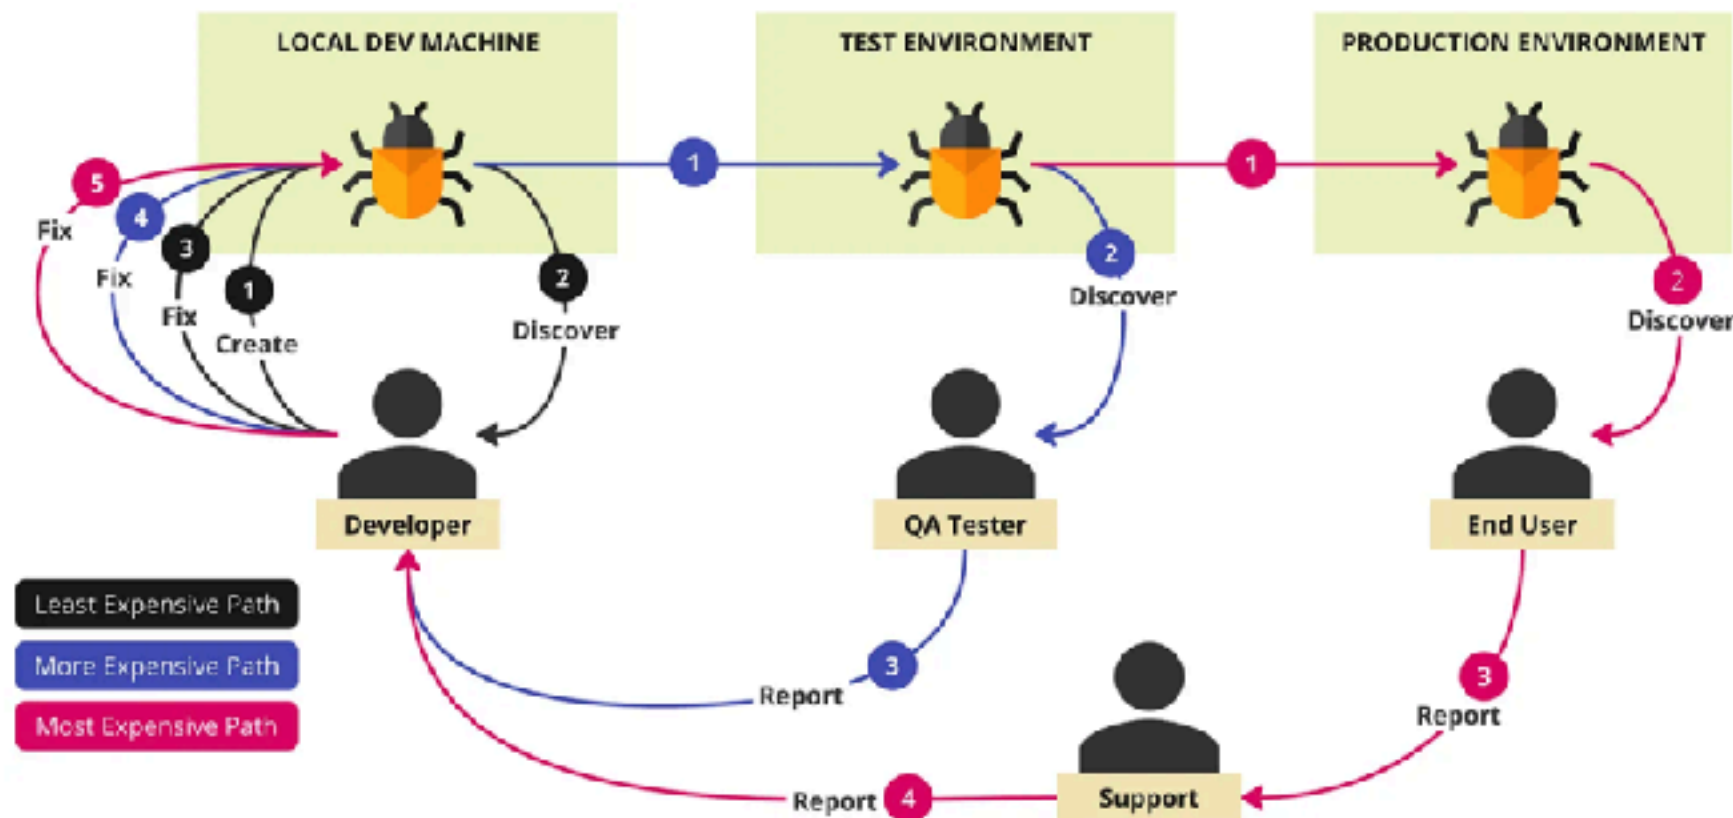 LOCAL DEV MACHINE
TEST ENVIRONMENT
PRODUCTION ENVIRONMENT
1
1
5
4
Fix
3
2
Fix
1
2
2
Discover
Fix
Discover
Discover
Create
Developer
QA Tester
End User
Least Expensive Path
More Expensive Path
3
3
Report
Report
Most Expensive Path
Report
4
Support